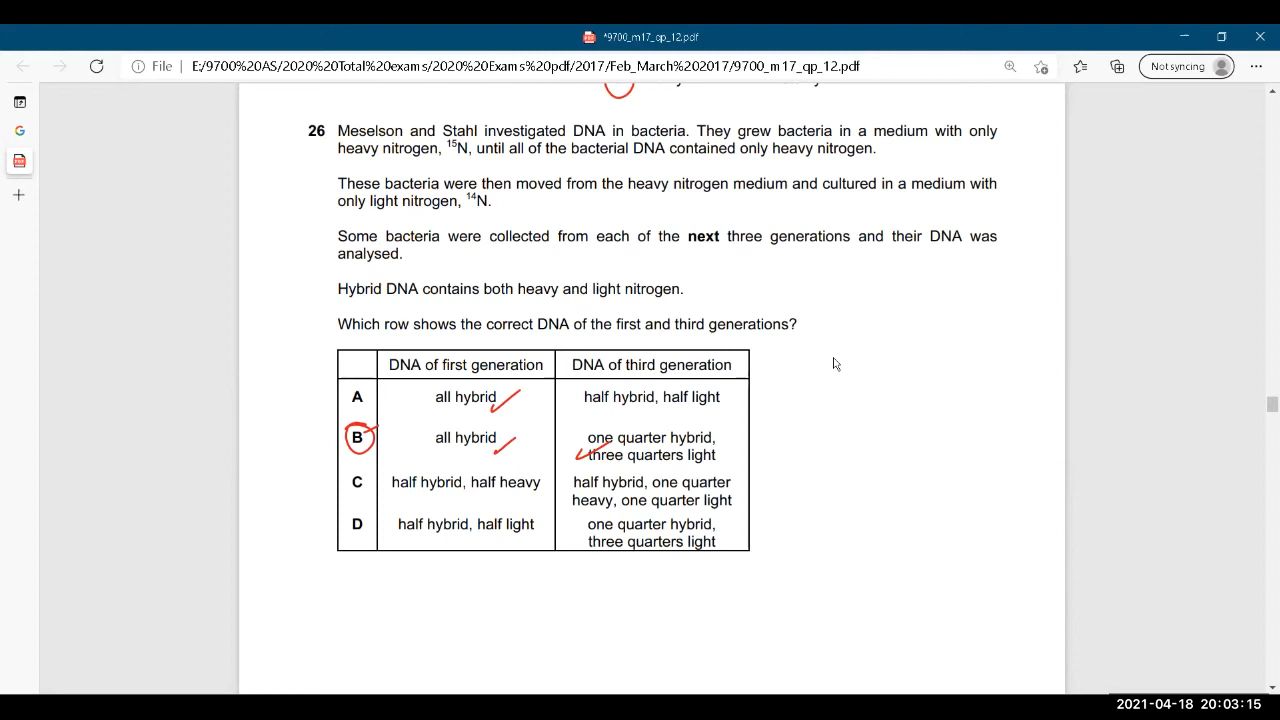 *9700_m17_qp_12.pdf
File | E:/9700%20AS/2020%20Total%20exams/2020%20Exams%20pdf/2017/Feb_March%202017/9700_m17_qp_12.pdf
Not syncing
26 Meselson and Stahl investigated DNA in bacteria. They grew bacteria in a medium with only
heavy nitrogen, ¹⁵N, until all of the bacterial DNA contained only heavy nitrogen.
These bacteria were then moved from the heavy nitrogen medium and cultured in a medium with
only light nitrogen, ¹⁴N.
Some bacteria were collected from each of the next three generations and their DNA was
analysed.
Hybrid DNA contains both heavy and light nitrogen.
Which row shows the correct DNA of the first and third generations?
DNA of first generation DNA of third generation
A all hybrid half hybrid, half light
B all hybrid one quarter hybrid,
three quarters light
C half hybrid, half heavy half hybrid, one quarter
heavy, one quarter light
D half hybrid, half light one quarter hybrid,
three quarters light
2021-04-18 20:03:15